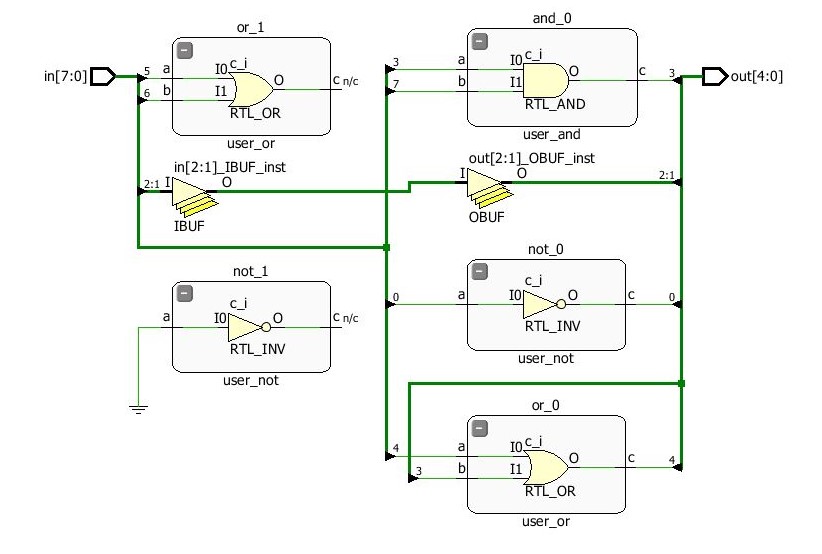 or_1
in[7:0]
5
a
I0
c_i
O
c n/c
6
b
I1
RTL_OR
user_or
and_0
3
a
I0
c_i
O
c
3
out[4:0]
7
b
I1
RTL_AND
user_and
in[2:1]_IBUF_inst
2:1
I
O
IBUF
out[2:1]_OBUF_inst
I
O
2:1
OBUF
not_1
a
I0
c_i
O
c n/c
RTL_INV
user_not
not_0
0
a
I0
c_i
O
c
0
RTL_INV
user_not
or_0
4
a
I0
c_i
O
c
4
3
b
I1
RTL_OR
user_or